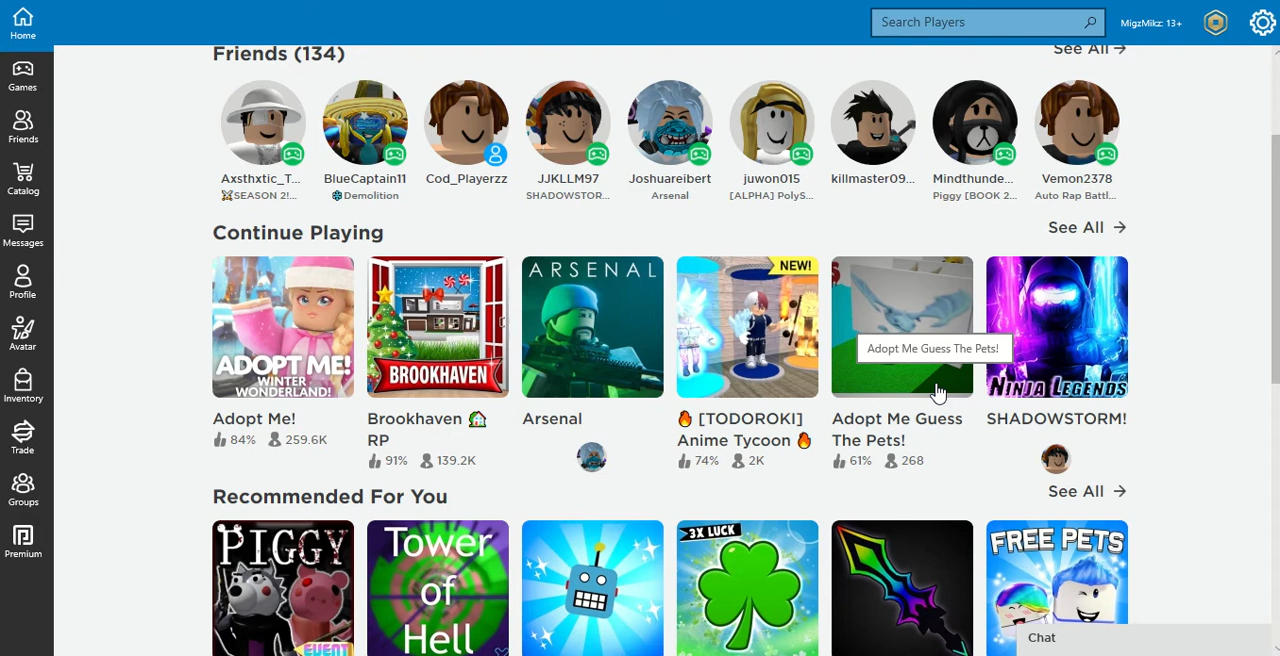 Search Players
MigzMilcz: 13+
Home
Games
Friends
Catalog
Messages
Profile
Avatar
Inventory
Trade
Groups
Premium
Friends (134)
See All →
Axsthxtic_T...
BlueCaptain11
Cod_Playerzz
JJKLLM97
Joshuareibert
juwon015
killmaster09...
Mindthunde...
Vemon2378
⚔️SEASON 2!...
❄Demolition
SHADOWSTOR...
Arsenal
[ALPHA] PolyS...
Piggy [BOOK 2...
Auto Rap Battl...
Continue Playing
See All →
ADOPT ME!
WINTER
WONDERLAND!
BROOKHAVEN
ARSENAL
NEW!
Adopt Me Guess The Pets!
NINJA LEGENDS
Adopt Me!
84% 259.6K
Brookhaven 🏡
RP
91% 139.2K
Arsenal
🔥 [TODOROKI]
Anime Tycoon 🔥
74% 2K
Adopt Me Guess
The Pets!
61% 268
SHADOWSTORM!
Recommended For You
See All →
PIGGY
EVENT
Tower
of
Hell
3X LUCK
FREE PETS
Chat